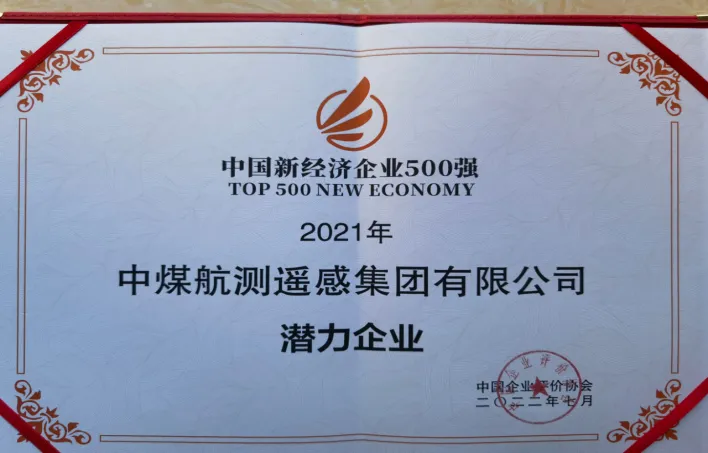 中国新经济企业500强
TOP 500 NEW ECONOMY
2021年
中煤航测遥感集团有限公司
潜力企业
中国企业评价协会
二〇二二年七月